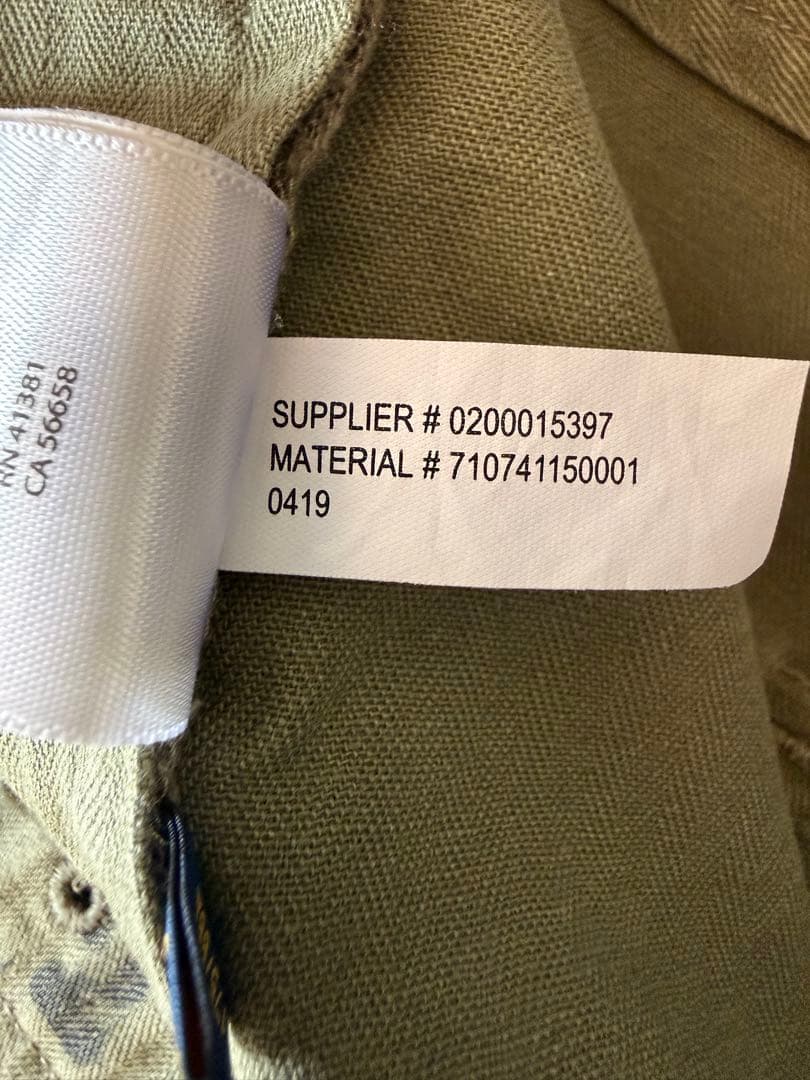 RN 41381
CA 56658
SUPPLIER # 0200015397
MATERIAL # 710741150001
0419